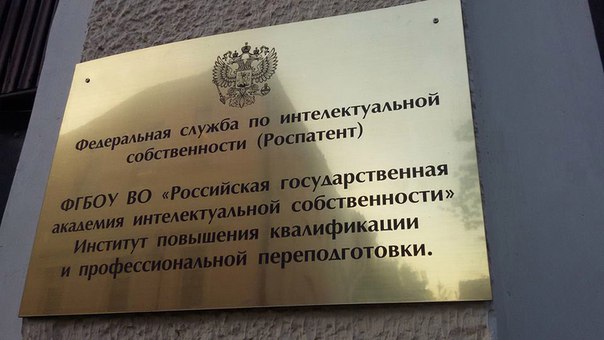 Федеральная служба по интелектуальной
собственности (Роспатент)
ФГБОУ ВО «Российская государственная
академия интелектуальной собственности»
Институт повышения квалификации
и профессиональной переподготовки.